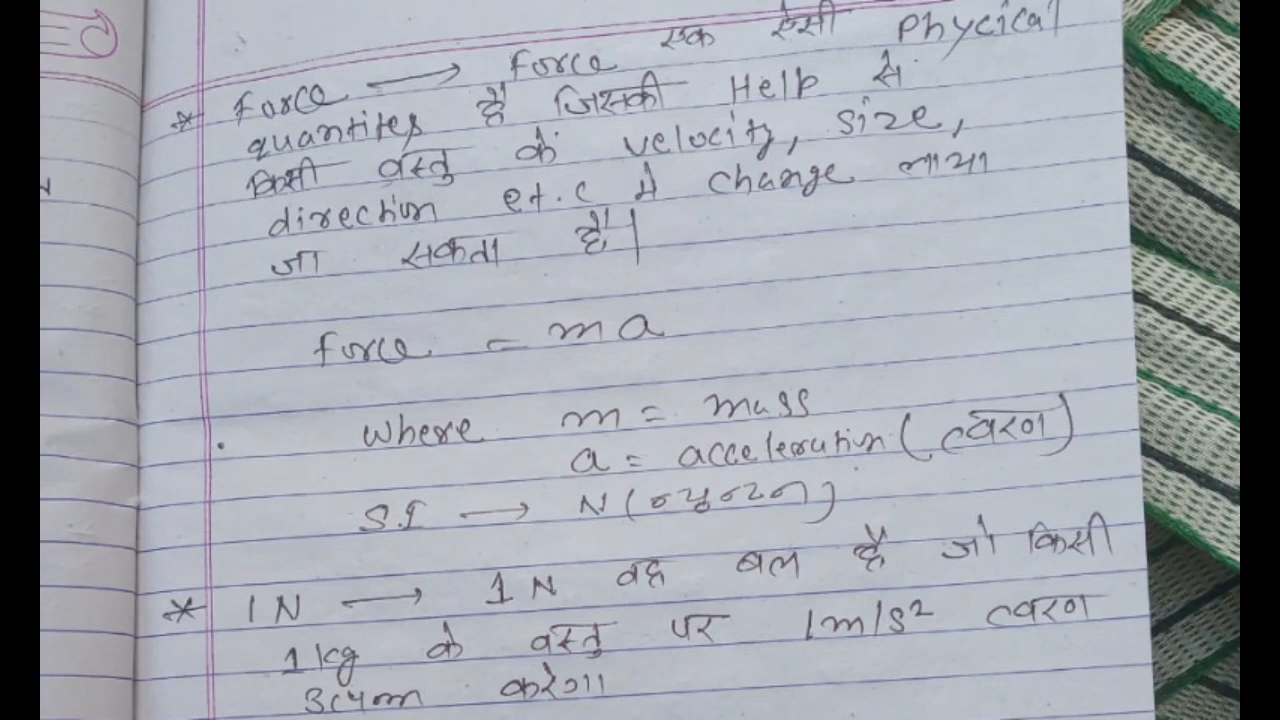 * Force → force एक ऐसी Phycical
quantites है जिसकी Help से
किसी वस्तु के velocity, size,
direction et.c मे change लाया
जा सकता है|
force = ma
where m = mass
a = acceleration (त्वरण)
S.I → N (न्यूटन)
* 1N → 1N वह बल है जो किसी
1kg के वस्तु पर 1m/s² त्वरण
उत्पन्न करेगा